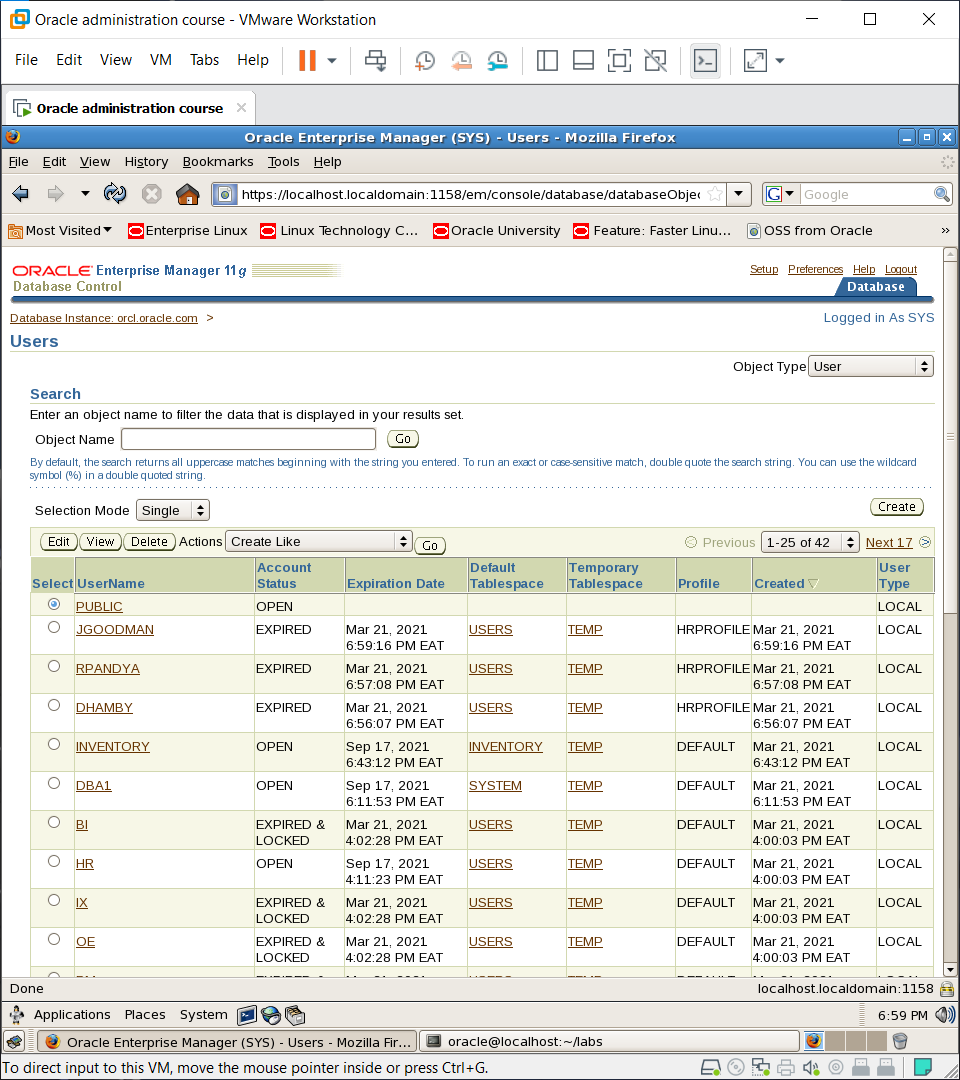 Oracle administration course - VMware Workstation
File Edit View VM Tabs Help
Oracle administration course
Oracle Enterprise Manager (SYS) - Users - Mozilla Firefox
File Edit View History Bookmarks Tools Help
https://localhost.localdomain:1158/em/console/database/databaseObjec
G Google
Most Visited Enterprise Linux Linux Technology C... Oracle University Feature: Faster Linu... OSS from Oracle »
ORACLE Enterprise Manager 11g
Database Control
Setup Preferences Help Logout
Database
Database Instance: orcl.oracle.com >
Logged in As SYS
Users
Object Type User
Search
Enter an object name to filter the data that is displayed in your results set.
Object Name Go
By default, the search returns all uppercase matches beginning with the string you entered. To run an exact or case-sensitive match, double quote the search string. You can use the wildcard
symbol (%) in a double quoted string.
Selection Mode Single Create
Edit View Delete Actions Create Like Go Previous 1-25 of 42 Next 17
Select UserName Account Status Expiration Date Default Tablespace Temporary Tablespace Profile Created User Type
PUBLIC OPEN LOCAL
JGOODMAN EXPIRED Mar 21, 2021 6:59:16 PM EAT USERS TEMP HRPROFILE Mar 21, 2021 6:59:16 PM EAT LOCAL
RPANDYA EXPIRED Mar 21, 2021 6:57:08 PM EAT USERS TEMP HRPROFILE Mar 21, 2021 6:57:08 PM EAT LOCAL
DHAMBY EXPIRED Mar 21, 2021 6:56:07 PM EAT USERS TEMP HRPROFILE Mar 21, 2021 6:56:07 PM EAT LOCAL
INVENTORY OPEN Sep 17, 2021 6:43:12 PM EAT INVENTORY TEMP DEFAULT Mar 21, 2021 6:43:12 PM EAT LOCAL
DBA1 OPEN Sep 17, 2021 6:11:53 PM EAT SYSTEM TEMP DEFAULT Mar 21, 2021 6:11:53 PM EAT LOCAL
BI EXPIRED & LOCKED Mar 21, 2021 4:02:28 PM EAT USERS TEMP DEFAULT Mar 21, 2021 4:00:03 PM EAT LOCAL
HR OPEN Sep 17, 2021 4:11:23 PM EAT USERS TEMP DEFAULT Mar 21, 2021 4:00:03 PM EAT LOCAL
IX EXPIRED & LOCKED Mar 21, 2021 4:02:28 PM EAT USERS TEMP DEFAULT Mar 21, 2021 4:00:03 PM EAT LOCAL
OE EXPIRED & LOCKED Mar 21, 2021 4:02:28 PM EAT USERS TEMP DEFAULT Mar 21, 2021 4:00:03 PM EAT LOCAL
Done localhost.localdomain:1158
Applications Places System 6:59 PM
Oracle Enterprise Manager (SYS) - Users - Mozilla Fir... oracle@localhost:~/labs
To direct input to this VM, move the mouse pointer inside or press Ctrl+G.